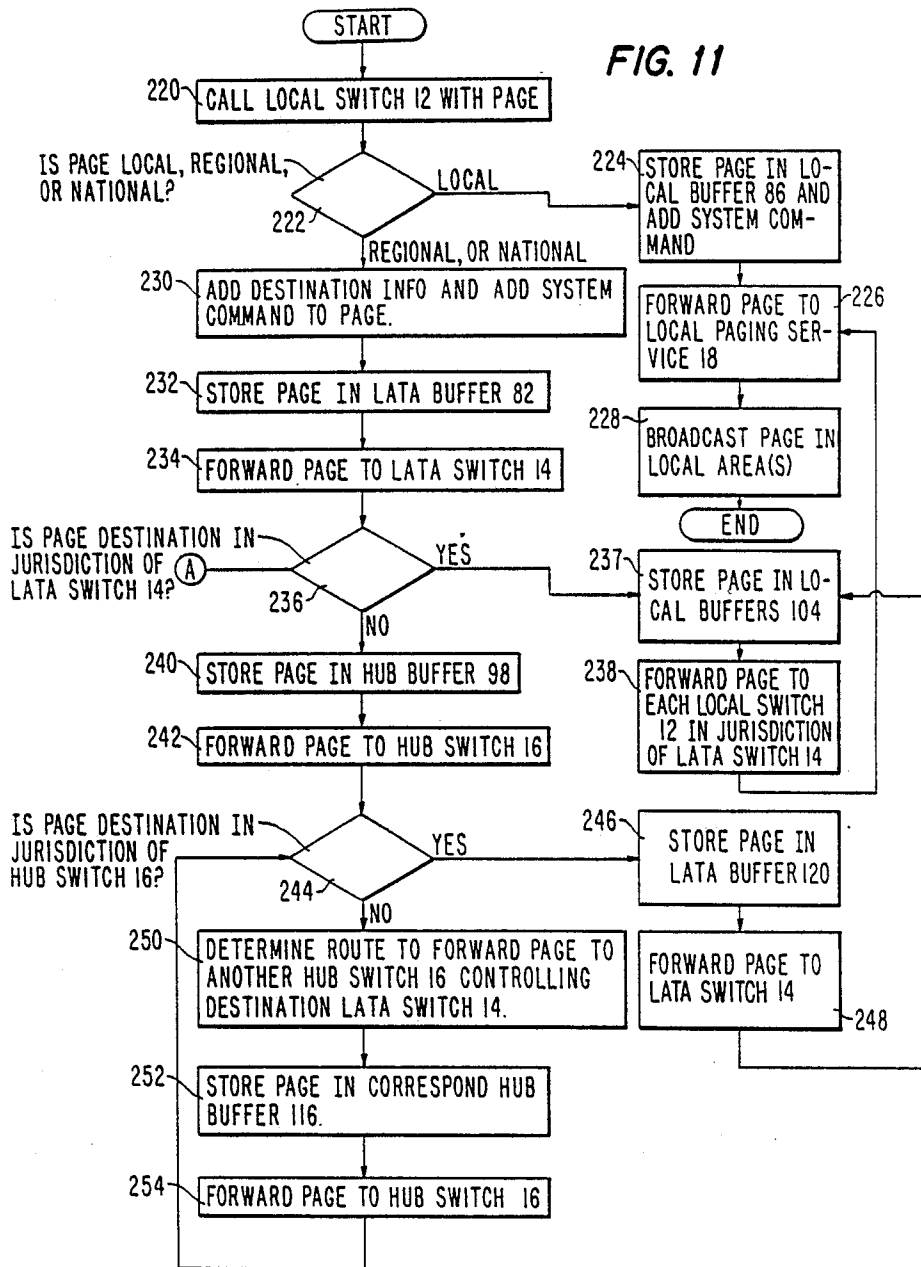 START
FIG. 11
220
CALL LOCAL SWITCH 12 WITH PAGE
IS PAGE LOCAL, REGIONAL,
OR NATIONAL?
222
LOCAL
REGIONAL, OR NATIONAL
224
STORE PAGE IN LO-
CAL BUFFER 86 AND
ADD SYSTEM COM-
MAND
226
FORWARD PAGE TO
LOCAL PAGING SER-
VICE 18
228
BROADCAST PAGE IN
LOCAL AREA(S)
END
230
ADD DESTINATION INFO AND ADD SYSTEM
COMMAND TO PAGE.
232
STORE PAGE IN LATA BUFFER 82
234
FORWARD PAGE TO LATA SWITCH 14
IS PAGE DESTINATION IN
JURISDICTION OF
LATA SWITCH 14?
A
236
YES
NO
237
STORE PAGE IN LO-
CAL BUFFERS 104
238
FORWARD PAGE TO
EACH LOCAL SWITCH
12 IN JURISDICTION
OF LATA SWITCH 14
240
STORE PAGE IN HUB BUFFER 98
242
FORWARD PAGE TO HUB SWITCH 16
IS PAGE DESTINATION IN
JURISDICTION OF
HUB SWITCH 16?
244
YES
NO
246
STORE PAGE IN
LATA BUFFER 120
FORWARD PAGE TO
LATA SWITCH 14
248
250
DETERMINE ROUTE TO FORWARD PAGE TO
ANOTHER HUB SWITCH 16 CONTROLLING
DESTINATION LATA SWITCH 14.
252
STORE PAGE IN CORRESPOND HUB
BUFFER 116.
254
FORWARD PAGE TO HUB SWITCH 16